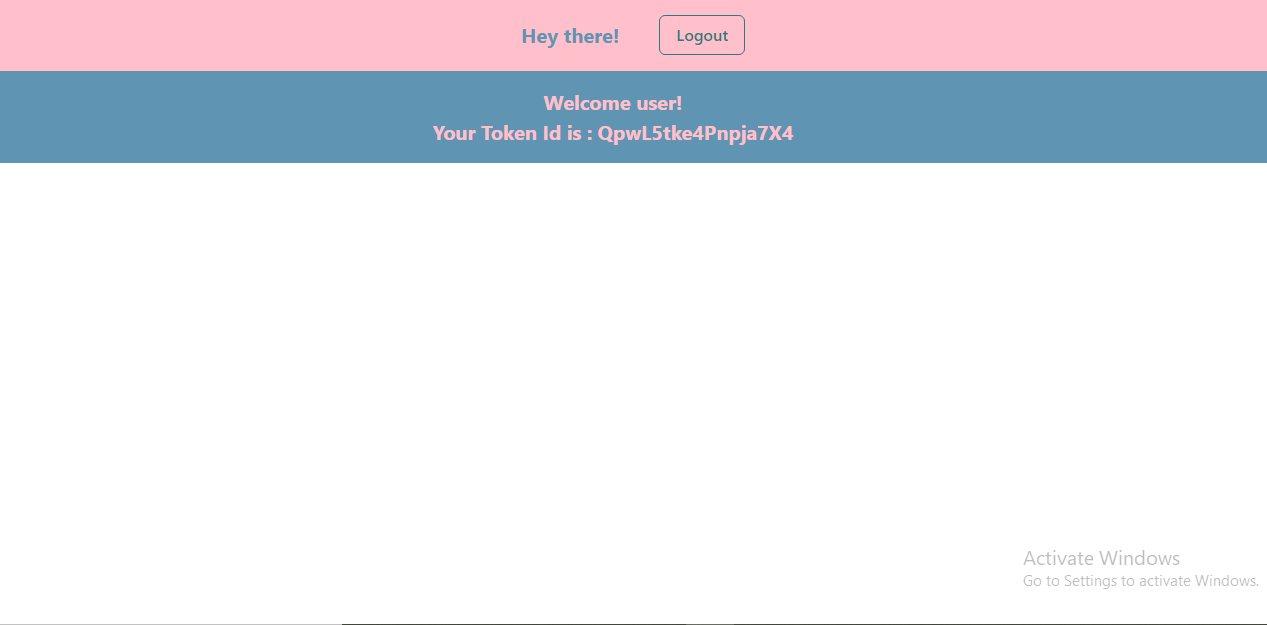 Hey there!
Logout
Welcome user!
Your Token Id is : QpwL5tke4Pnpja7X4
Activate Windows
Go to Settings to activate Windows.